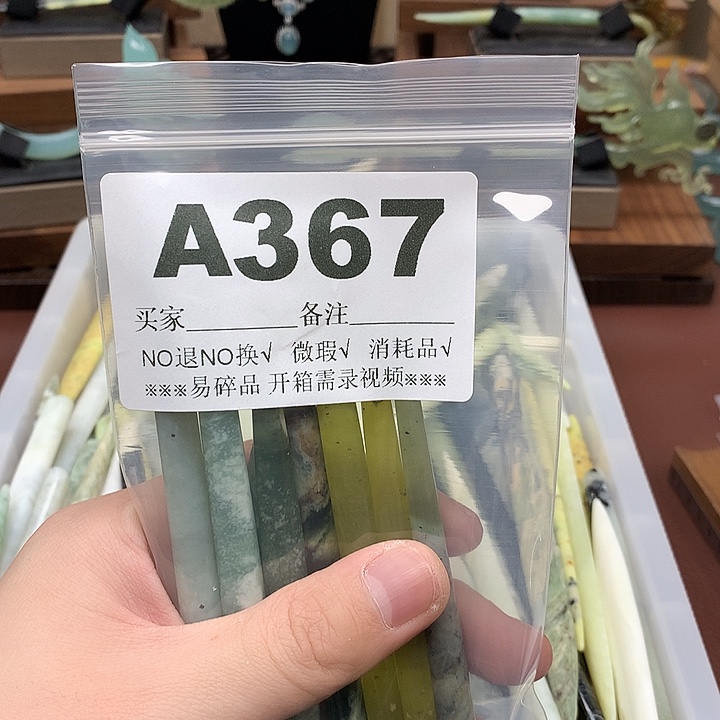 A367
买家________备注________
NO退NO换√ 微瑕√ 消耗品√
※※※易碎品 开箱需录视频※※※